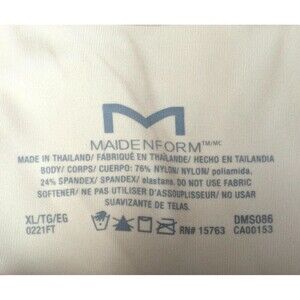 M
MAIDENFORM™/MC
MADE IN THAILAND/ FABRIQUÉ EN THAÏLANDE/ HECHO EN TAILANDIA
BODY/ CORPS/ CUERPO: 76% NYLON/ NYLON/ poliamida.
24% SPANDEX/ SPANDEX/ elastano. DO NOT USE FABRIC
SOFTENER/ NE PAS UTILISER D'ASSOUPLISSEUR/ NO USAR
SUAVIZANTE DE TELAS.
XL/TG/EG DMS086
0221FT RN# 15763 CA00153